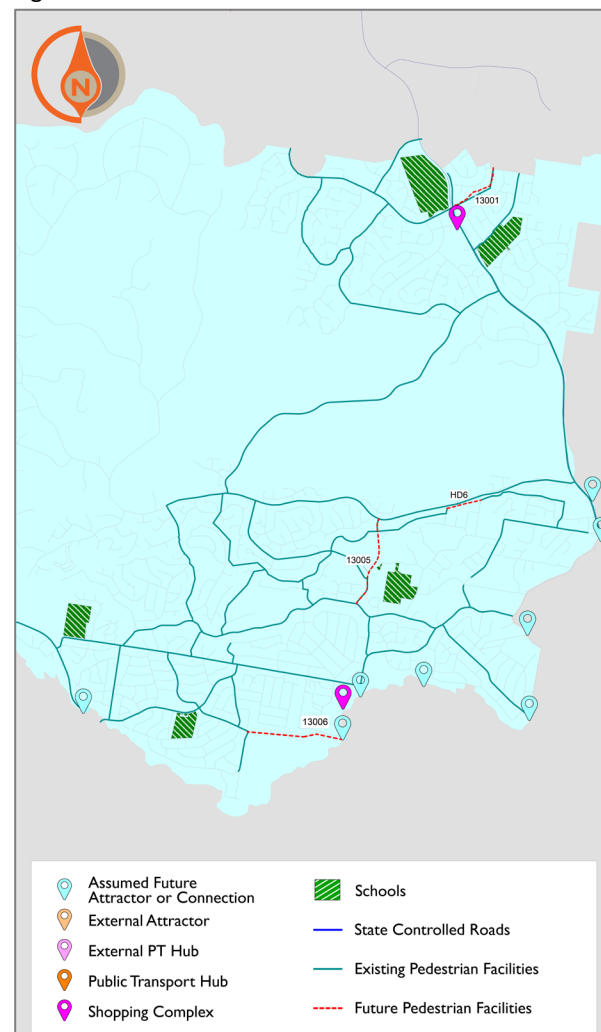 N
13001
HD6
13005
13006
Assumed Future
Attractor or Connection
External Attractor
External PT Hub
Public Transport Hub
Shopping Complex
Schools
State Controlled Roads
Existing Pedestrian Facilities
Future Pedestrian Facilities